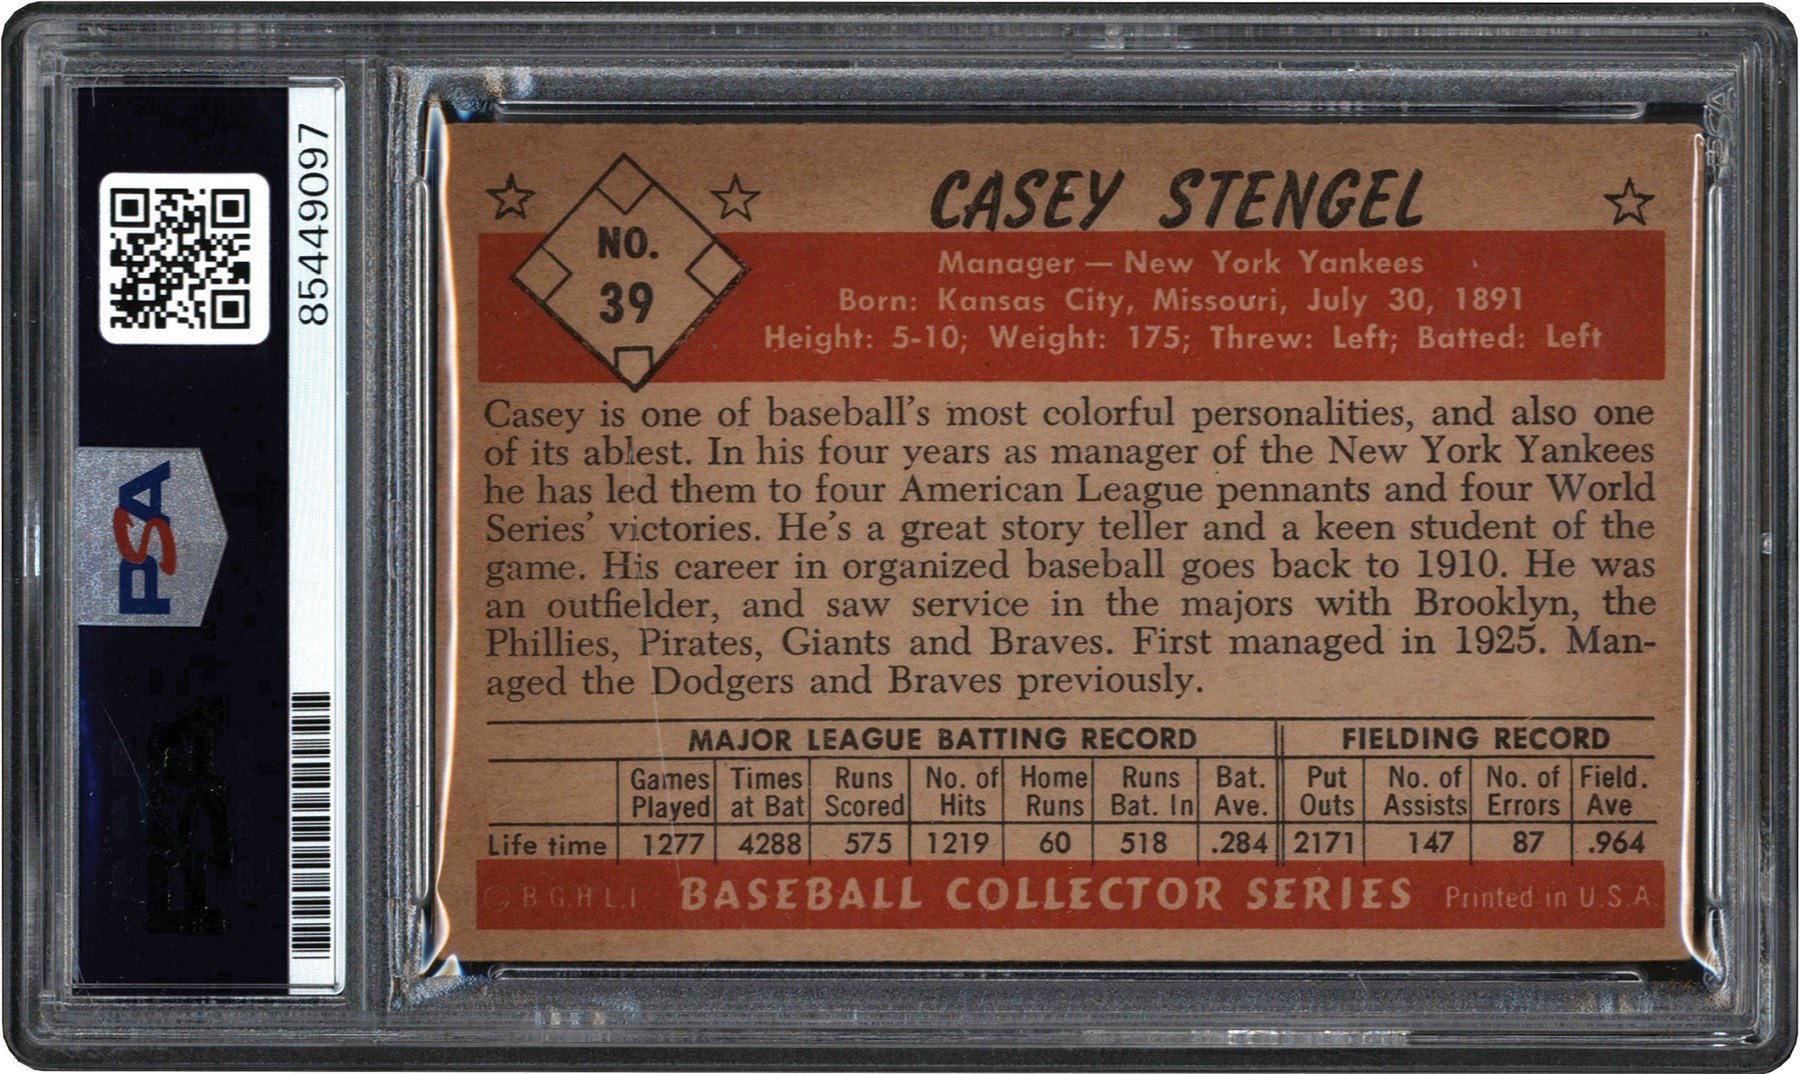 85449097
PSA
NO.
39
CASEY STENGEL
Manager — New York Yankees
Born: Kansas City, Missouri, July 30, 1891
Height: 5-10; Weight: 175; Threw: Left; Batted: Left
Casey is one of baseball's most colorful personalities, and also one
of its ablest. In his four years as manager of the New York Yankees
he has led them to four American League pennants and four World
Series' victories. He's a great story teller and a keen student of the
game. His career in organized baseball goes back to 1910. He was
an outfielder, and saw service in the majors with Brooklyn, the
Phillies, Pirates, Giants and Braves. First managed in 1925. Man-
aged the Dodgers and Braves previously.
MAJOR LEAGUE BATTING RECORD FIELDING RECORD
Games Times Runs No. of Home Runs Bat. Put No. of No. of Field.
Played at Bat Scored Hits Runs Bat. In Ave. Outs Assists Errors Ave
Life time 1277 4288 575 1219 60 518 .284 2171 147 87 .964
© B.G.H.L.I. BASEBALL COLLECTOR SERIES Printed in U.S.A
PSA
PSA